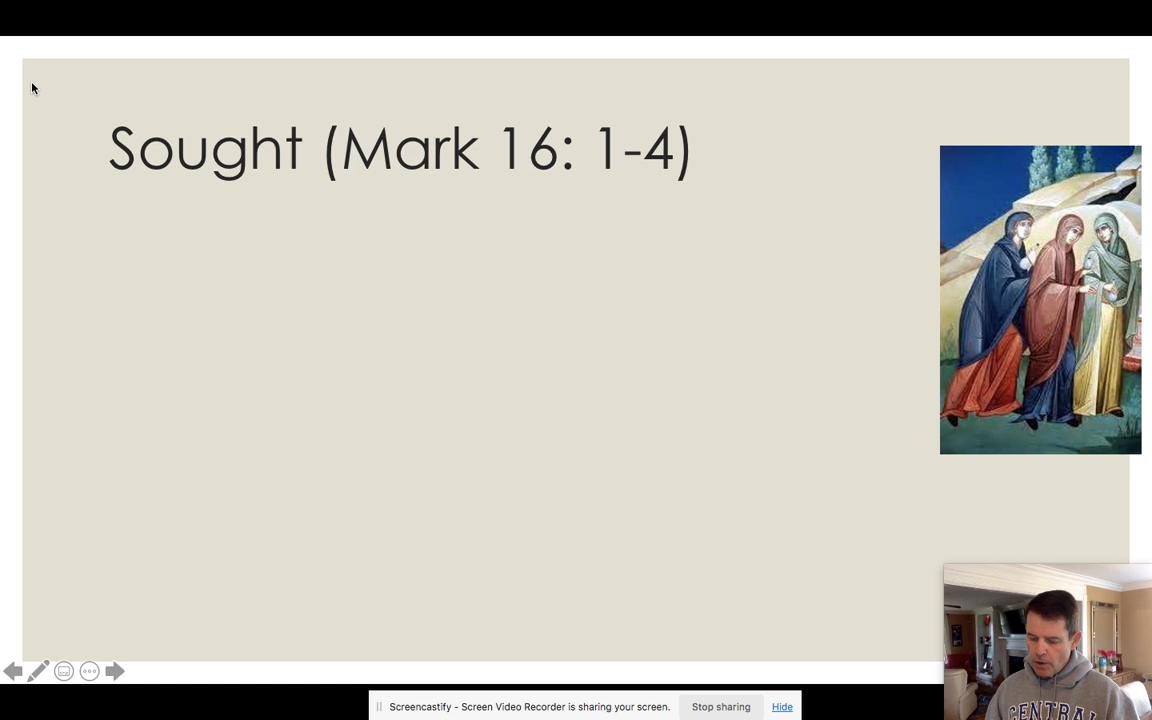 Sought (Mark 16: 1-4)
CENTRAL
Screencastify - Screen Video Recorder is sharing your screen.
Stop sharing
Hide